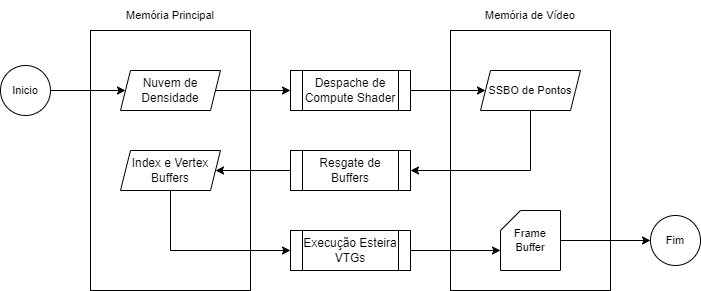 Memória Principal
Memória de Vídeo
Inicio
Nuvem de
Densidade
Despache de
Compute Shader
SSBO de Pontos
Index e Vertex
Buffers
Resgate de
Buffers
Execução Esteira
VTGs
Frame
Buffer
Fim